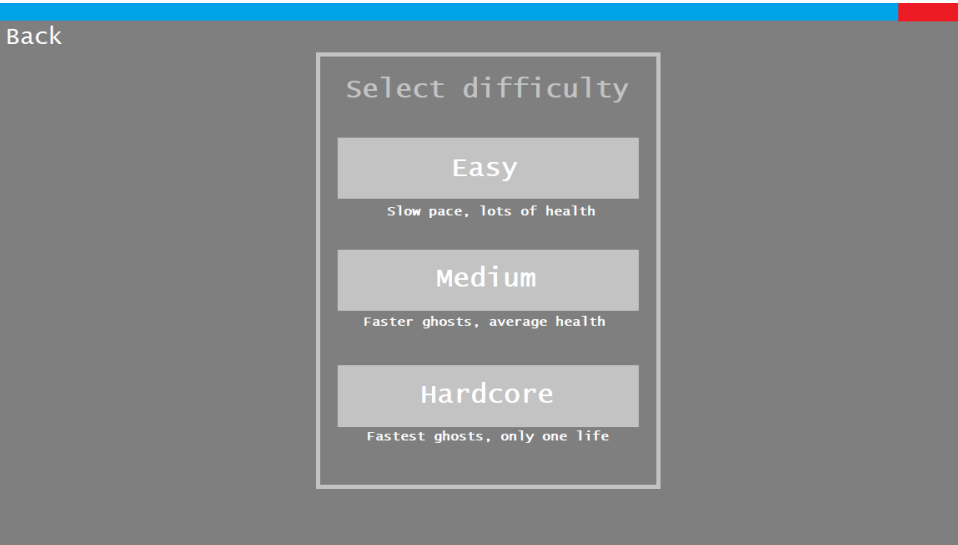 Back
Select difficulty
Easy
Slow pace, lots of health
Medium
Faster ghosts, average health
Hardcore
Fastest ghosts, only one life